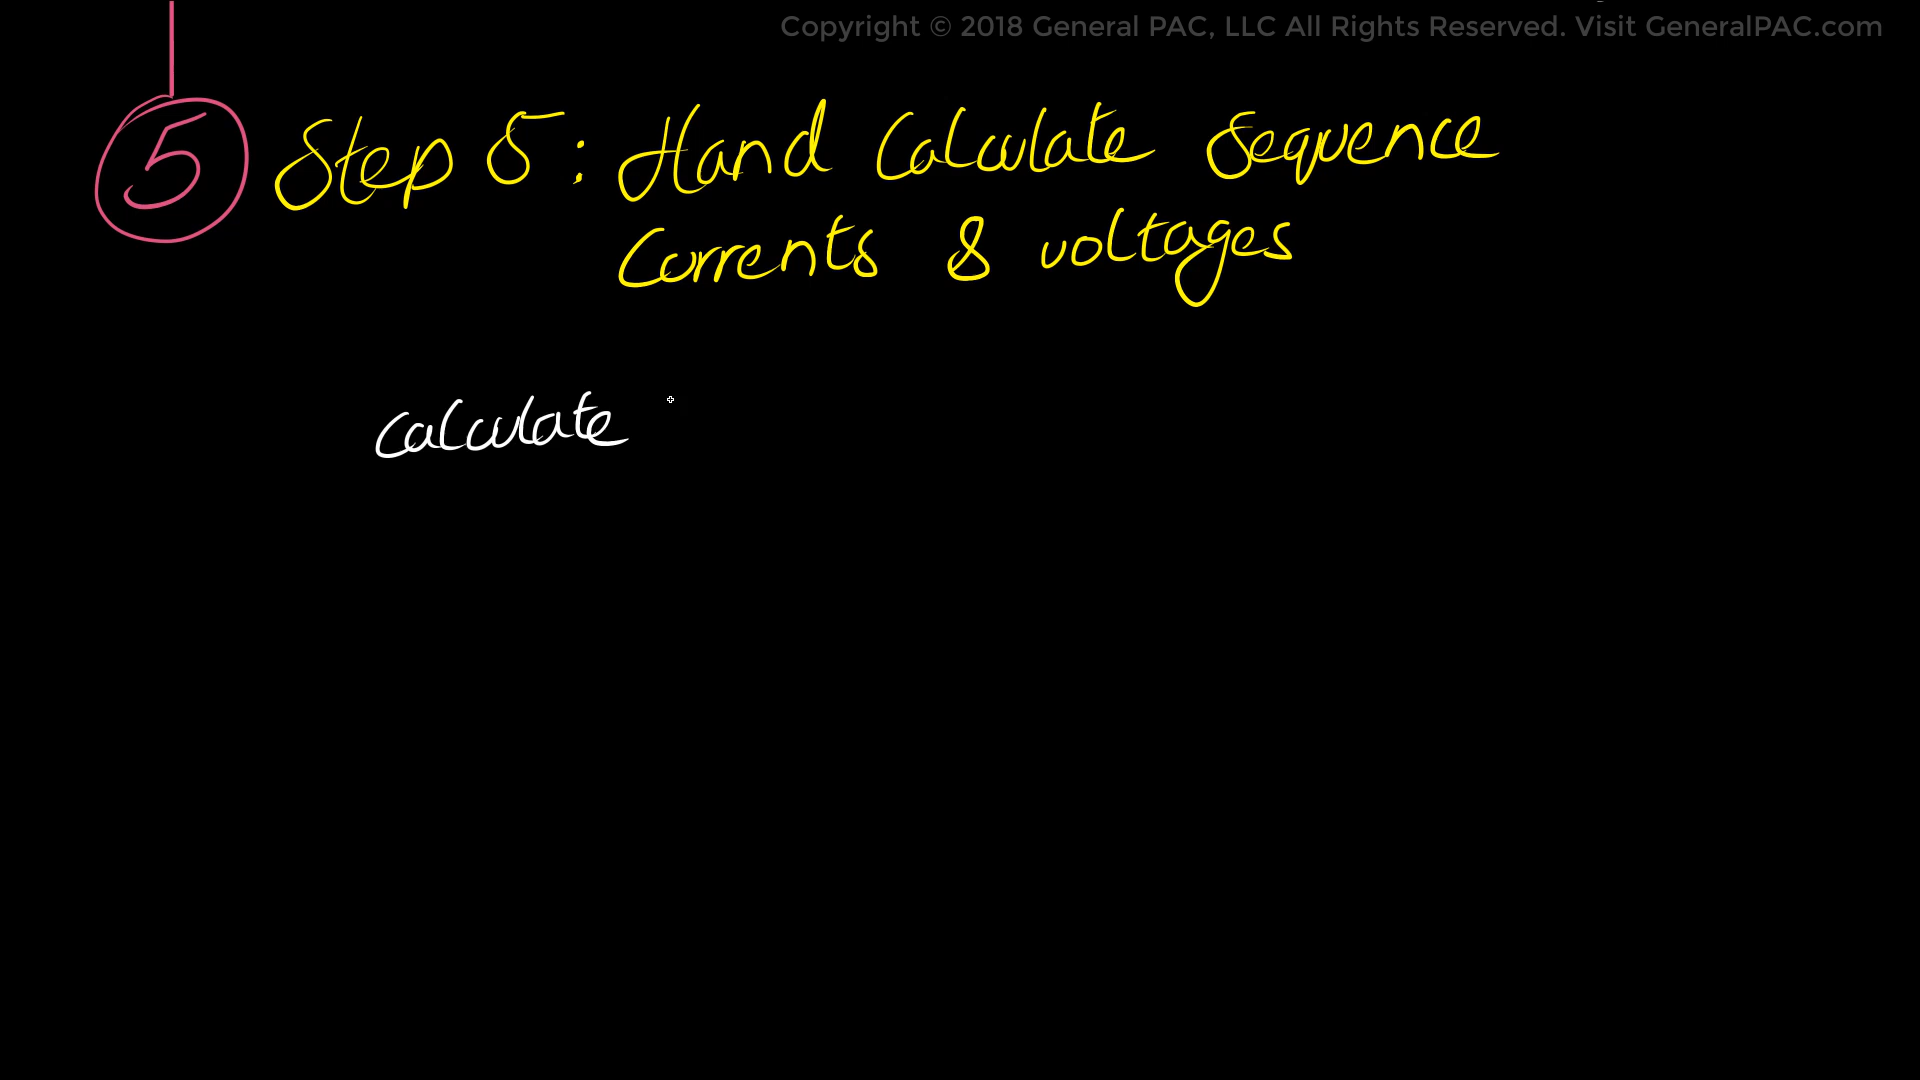 Copyright © 2018 General PAC, LLC All Rights Reserved. Visit GeneralPAC.com
5 Step 5: Hand Calculate Sequence
Currents & voltages
Calculate